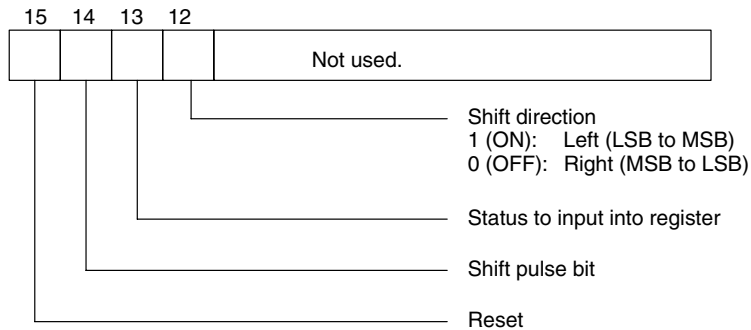 15 14 13 12
Not used.
Shift direction
1 (ON): Left (LSB to MSB)
0 (OFF): Right (MSB to LSB)
Status to input into register
Shift pulse bit
Reset